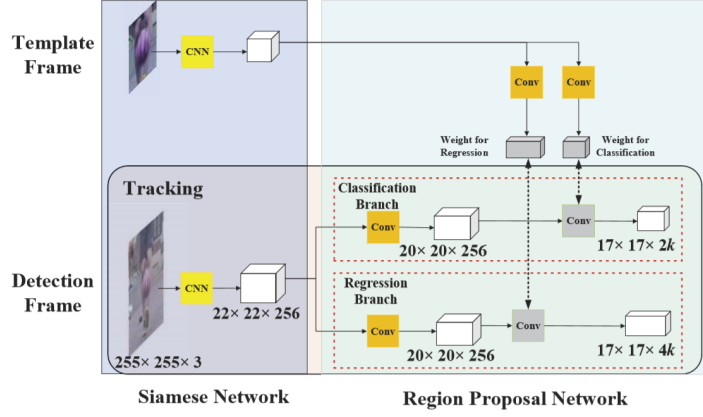 Template
Frame
CNN
Conv
Conv
Weight for
Regression
Weight for
Classification
Tracking
Classification
Branch
Conv
20× 20× 256
Conv
17× 17× 2k
Detection
Frame
CNN
22× 22× 256
255× 255× 3
Regression
Branch
Conv
20× 20× 256
Conv
17× 17× 4k
Siamese Network
Region Proposal Network